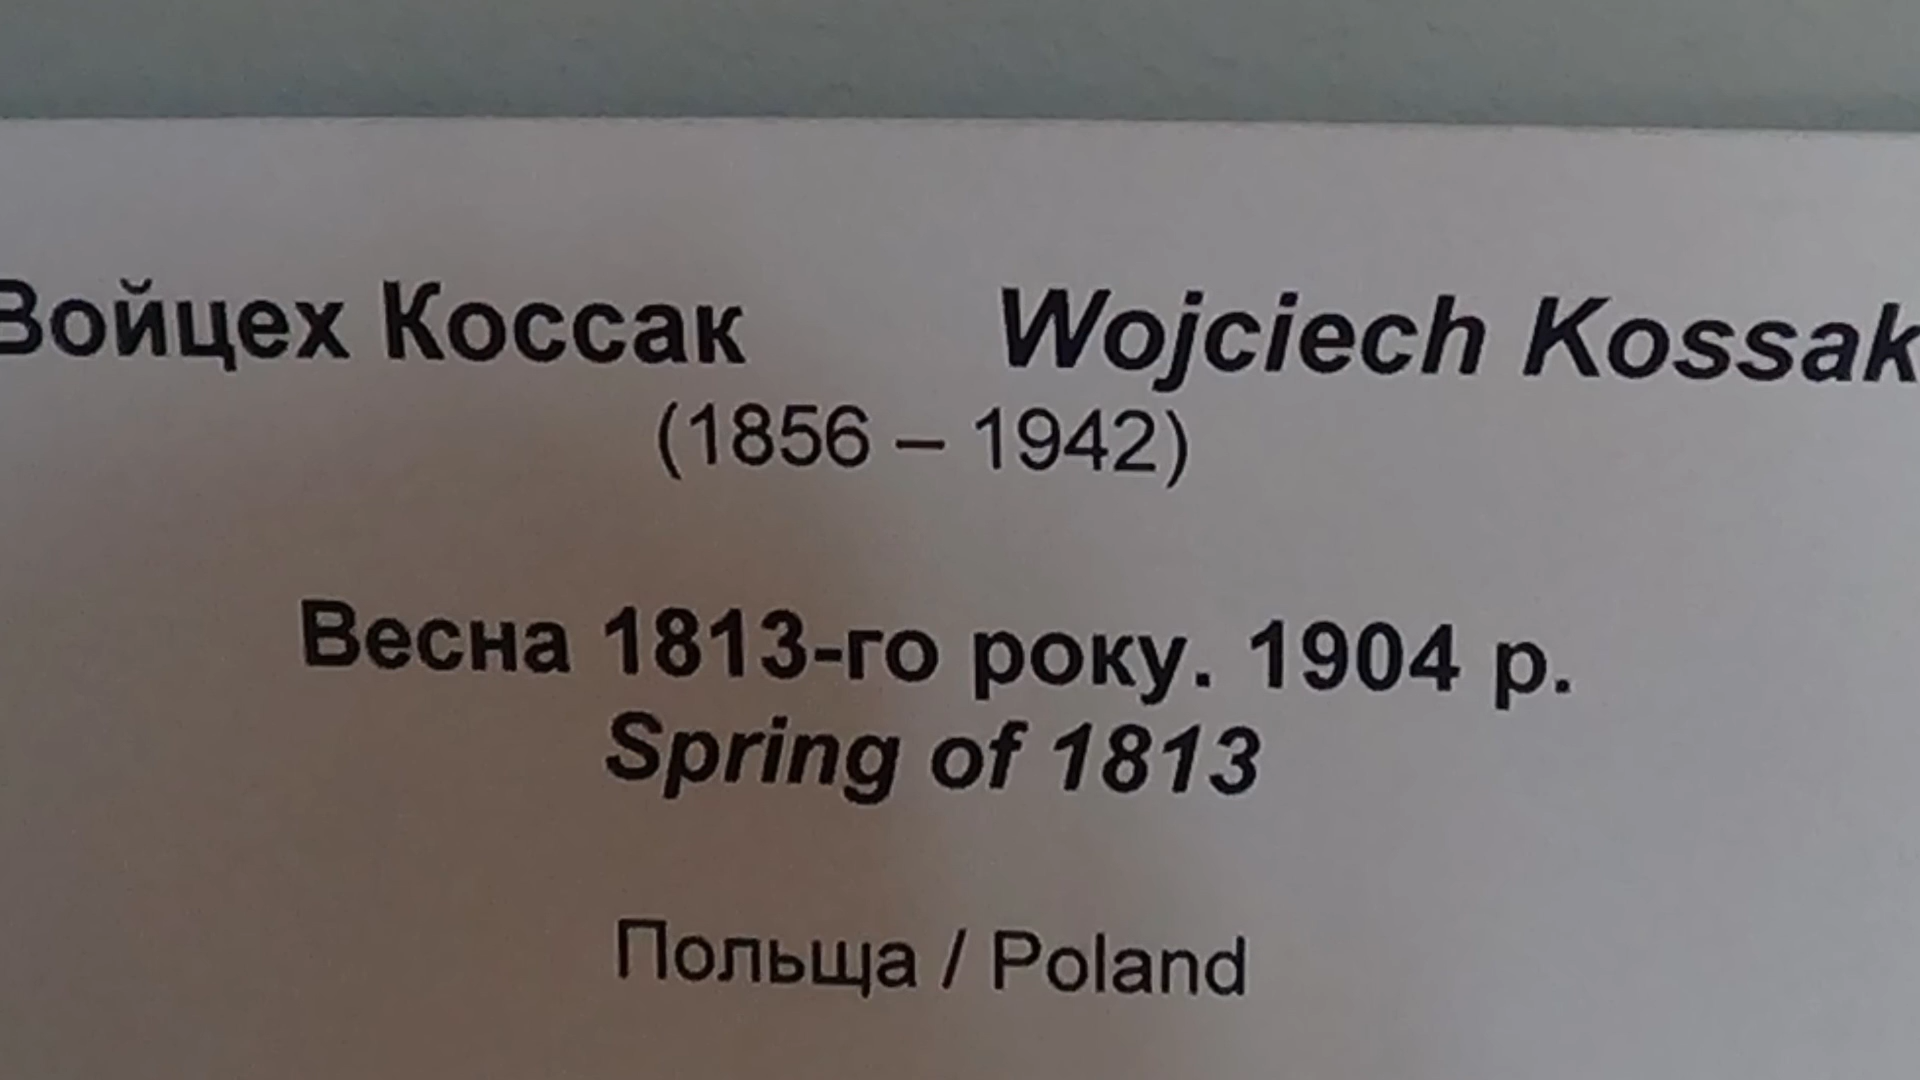 Войцех Коссак Wojciech Kossak
(1856 – 1942)
Весна 1813-го року. 1904 р.
Spring of 1813
Польща / Poland